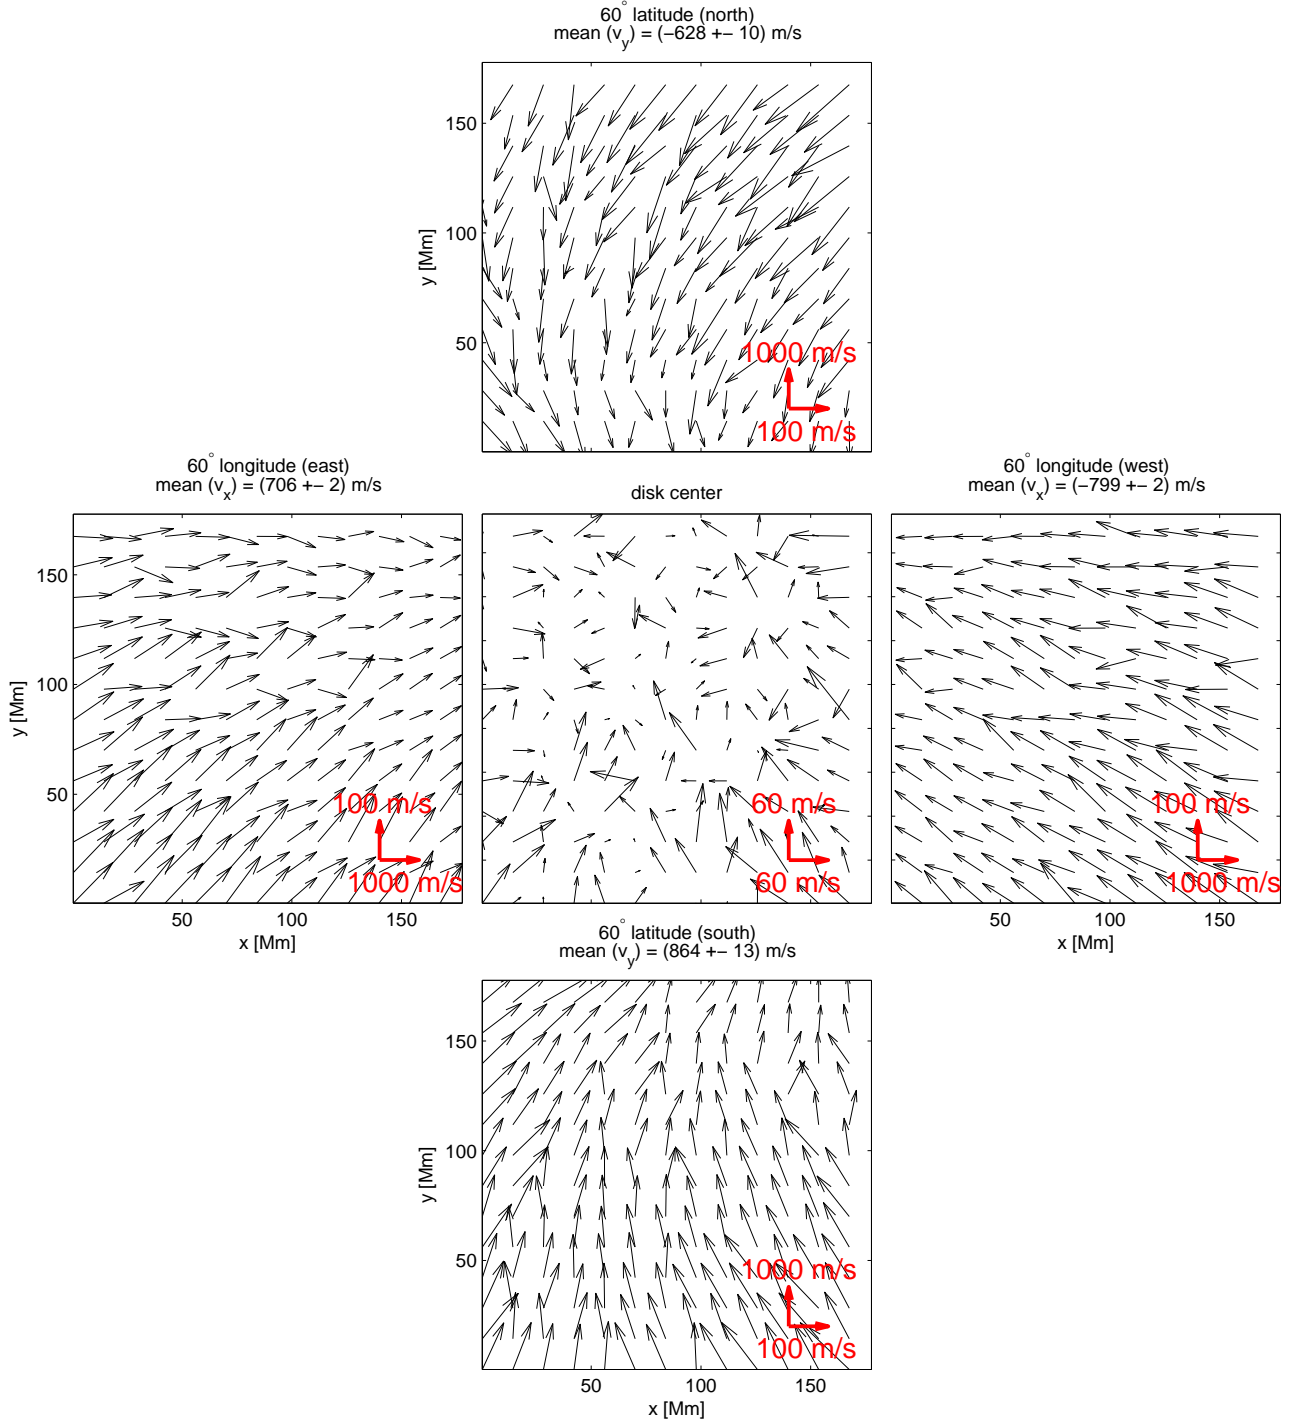 60° latitude (north)
mean (v_y) = (−628 +− 10) m/s
150
100
50
y [Mm]
1000 m/s
100 m/s
60° longitude (east)
mean (v_x) = (706 +− 2) m/s
150
100
50
y [Mm]
100 m/s
1000 m/s
50 100 150
x [Mm]
disk center
60 m/s
60 m/s
60° longitude (west)
mean (v_x) = (−799 +− 2) m/s
100 m/s
1000 m/s
50 100 150
x [Mm]
60° latitude (south)
mean (v_y) = (864 +− 13) m/s
150
100
50
y [Mm]
1000 m/s
100 m/s
50 100 150
x [Mm]